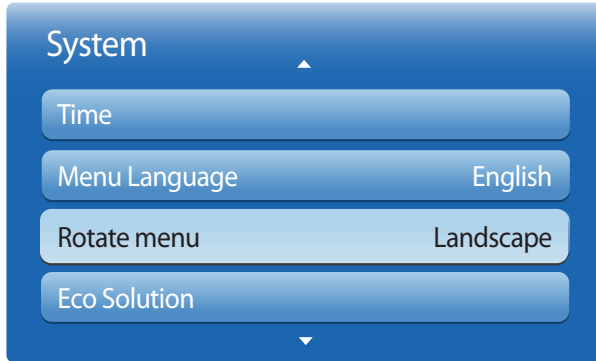 System
Time
Menu Language English
Rotate menu Landscape
Eco Solution